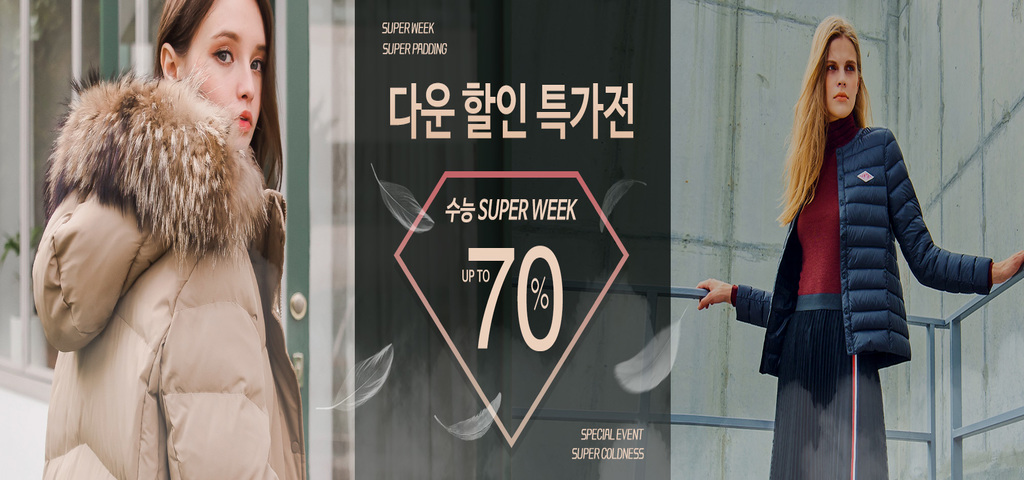 SUPER WEEK
SUPER PADDING
다운 할인 특가전
수능 SUPER WEEK
UP TO 70%
SPECIAL EVENT
SUPER COLDNESS